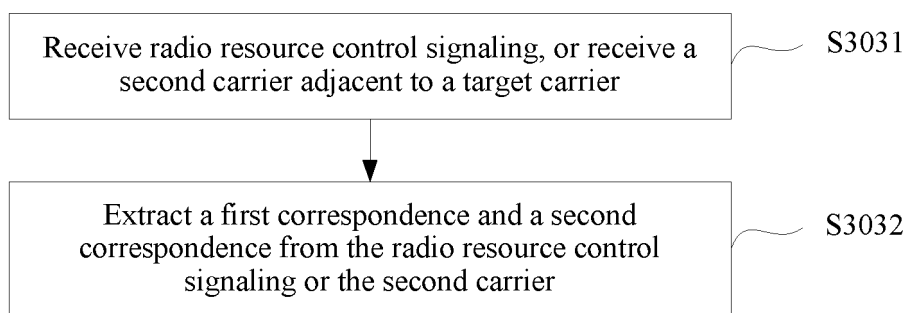 Receive radio resource control signaling, or receive a
second carrier adjacent to a target carrier
S3031
Extract a first correspondence and a second
correspondence from the radio resource control
signaling or the second carrier
S3032